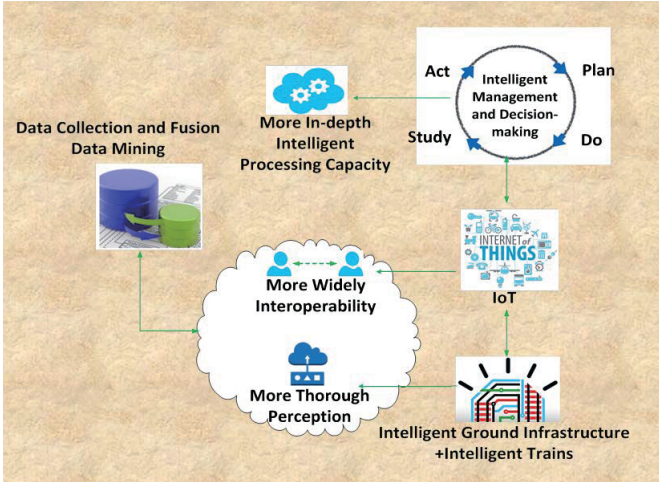 Act
Plan
Intelligent
Management
and Decision-
making
Study
Do
More In-depth
Intelligent
Processing Capacity
Data Collection and Fusion
Data Mining
INTERNET of
THINGS
IoT
More Widely
Interoperability
More Thorough
Perception
Intelligent Ground Infrastructure
+Intelligent Trains